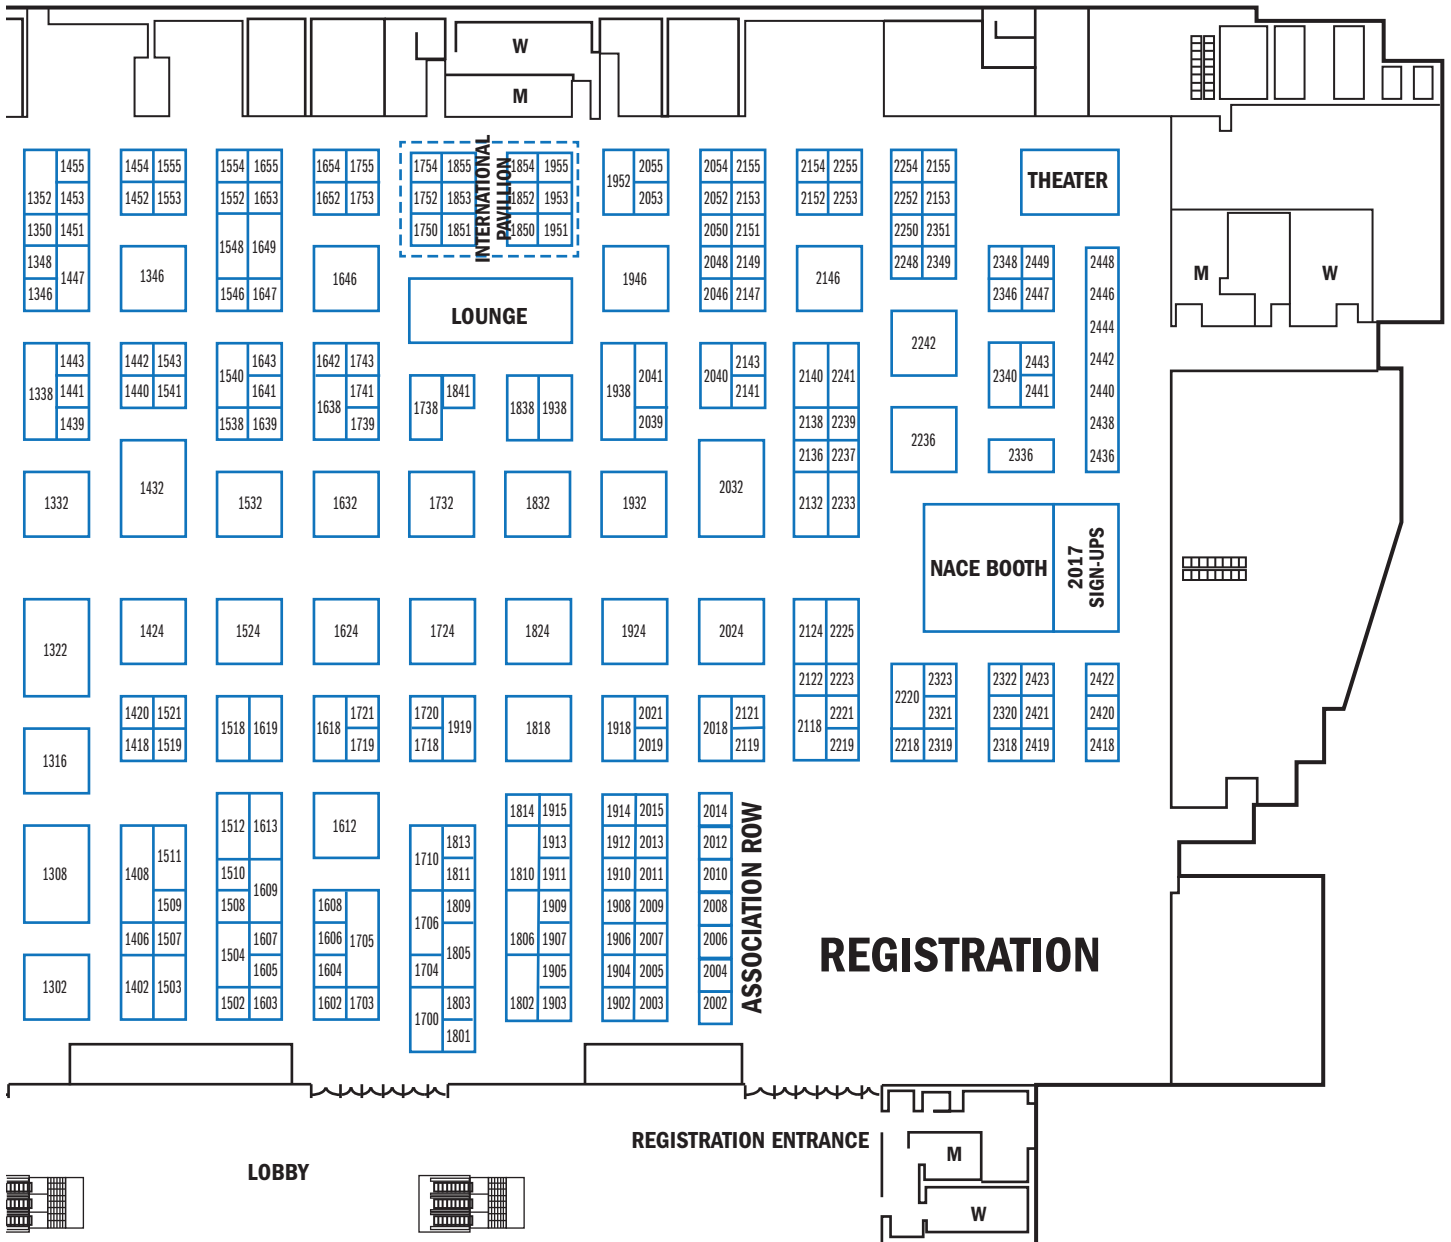 W
M
1455 1454 1555 1554 1655 1654 1755 1754 1855 1854 1955 2055 2054 2155 2154 2255 2254 2155
1352 1453 1452 1553 1552 1653 1652 1753 1752 1853 1852 1953 1952 2053 2052 2153 2152 2253 2252 2153
1350 1451 1750 1851 1850 1951 2050 2151 2250 2351
INTERNATIONAL
PAVILLION
THEATER
1348 1447 1346 1548 1649 1646 1946 2048 2149 2146 2248 2349 2348 2449 2448
1346 1546 1647 2046 2147 2346 2447 2446
M W
LOUNGE
2444
1443 1442 1543 1540 1643 1642 1743 2143 2242 2443 2442
1338 1441 1440 1541 1641 1638 1741 1738 1841 1838 1938 1938 2041 2040 2141 2140 2241 2340 2441 2440
1439 1538 1639 1739 2039 2138 2239 2236 2438
2136 2237 2336 2436
1332 1432 1532 1632 1732 1832 1932 2032 2132 2233
NACE BOOTH
2017
SIGN-UPS
1322 1424 1524 1624 1724 1824 1924 2024 2124 2225
2122 2223 2220 2323 2322 2423 2422
1420 1521 1518 1619 1618 1721 1720 1919 1818 1918 2021 2018 2121 2118 2221 2321 2320 2421 2420
1316 1418 1519 1719 1718 2019 2119 2219 2218 2319 2318 2419 2418
1512 1613 1612 1814 1915 1914 2015 2014
1308 1408 1511 1510 1609 1710 1813 1810 1913 1912 2013 2012
1811 1911 1910 2011 2010
1509 1508 1608 1705 1706 1809 1806 1909 1908 2009 2008
1406 1507 1504 1607 1606 1805 1907 1906 2007 2006
1302 1402 1503 1605 1604 1704 1802 1905 1904 2005 2004
1502 1603 1602 1703 1700 1803 1903 1902 2003 2002
1801
ASSOCIATION ROW
REGISTRATION
REGISTRATION ENTRANCE
M
LOBBY
W